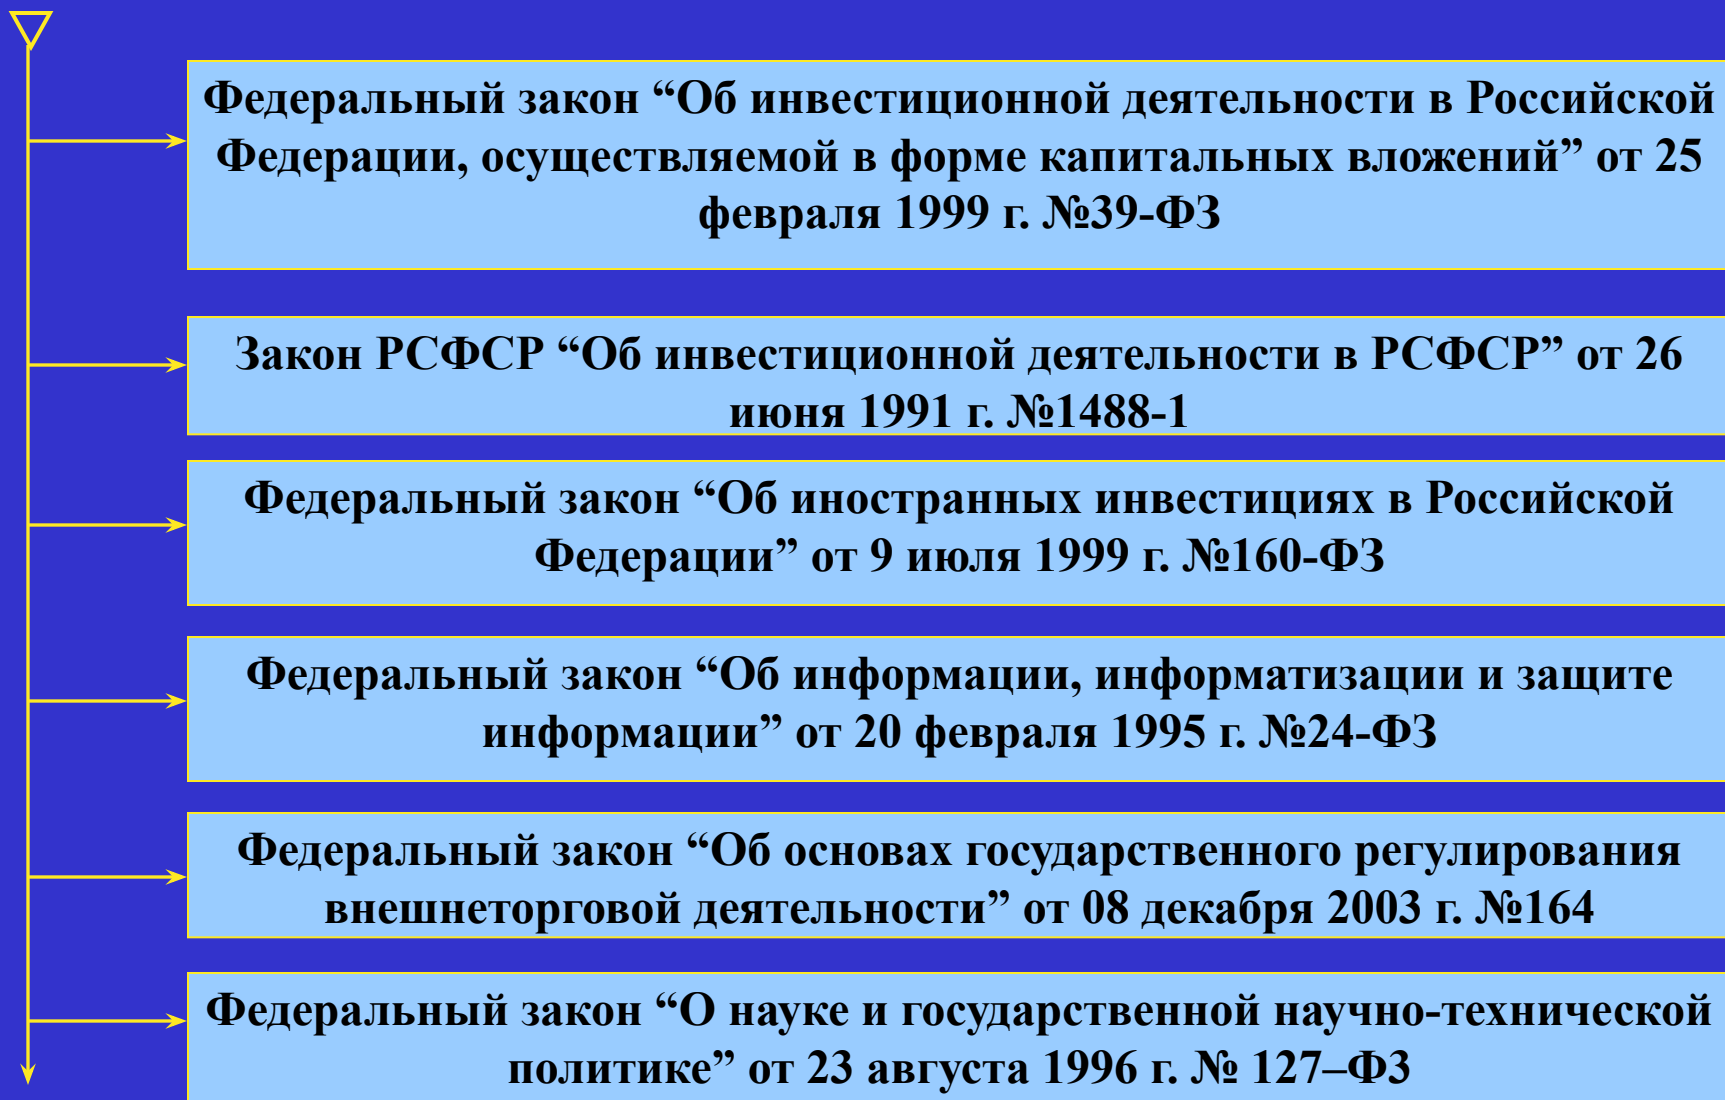 Федеральный закон “Об инвестиционной деятельности в Российской
Федерации, осуществляемой в форме капитальных вложений” от 25
февраля 1999 г. №39-ФЗ
Закон РСФСР “Об инвестиционной деятельности в РСФСР” от 26
июня 1991 г. №1488-1
Федеральный закон “Об иностранных инвестициях в Российской
Федерации” от 9 июля 1999 г. №160-ФЗ
Федеральный закон “Об информации, информатизации и защите
информации” от 20 февраля 1995 г. №24-ФЗ
Федеральный закон “Об основах государственного регулирования
внешнеторговой деятельности” от 08 декабря 2003 г. №164
Федеральный закон “О науке и государственной научно-технической
политике” от 23 августа 1996 г. № 127–ФЗ